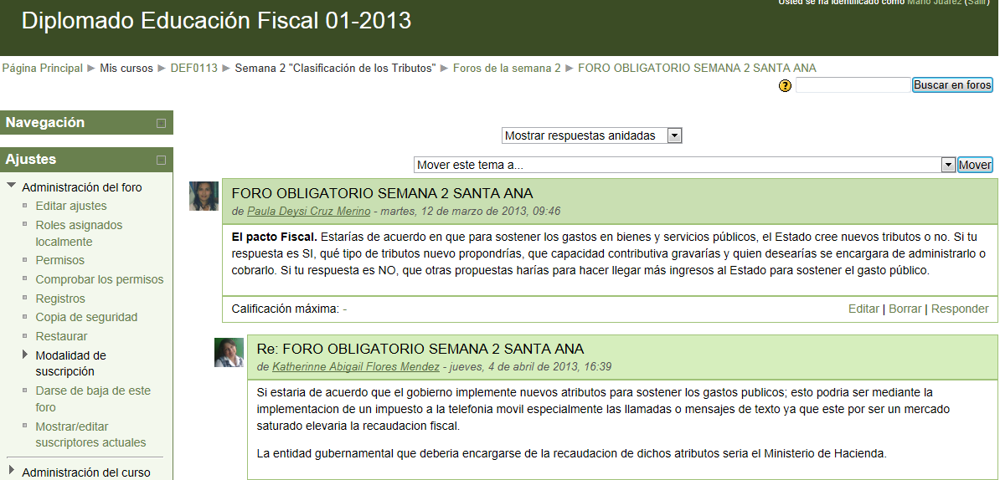 Usted se ha identificado como Mario Juárez (Salir)
Diplomado Educación Fiscal 01-2013
Página Principal ► Mis cursos ► DEF0113 ► Semana 2 "Clasificación de los Tributos" ► Foros de la semana 2 ► FORO OBLIGATORIO SEMANA 2 SANTA ANA
? Buscar en foros
Navegación
Mostrar respuestas anidadas
Mover este tema a... Mover
Ajustes
Administración del foro
Editar ajustes
Roles asignados
localmente
Permisos
Comprobar los permisos
Registros
Copia de seguridad
Restaurar
Modalidad de
suscripción
Darse de baja de este
foro
Mostrar/editar
suscriptores actuales
Administración del curso
FORO OBLIGATORIO SEMANA 2 SANTA ANA
de Paula Deysi Cruz Merino - martes, 12 de marzo de 2013, 09:46
El pacto Fiscal. Estarías de acuerdo en que para sostener los gastos en bienes y servicios públicos, el Estado cree nuevos tributos o no. Si tu
respuesta es SI, qué tipo de tributos nuevo propondrías, que capacidad contributiva gravarías y quien desearías se encargara de administrarlo o
cobrarlo. Si tu respuesta es NO, que otras propuestas harías para hacer llegar más ingresos al Estado para sostener el gasto público.
Calificación máxima: - Editar | Borrar | Responder
Re: FORO OBLIGATORIO SEMANA 2 SANTA ANA
de Katherinne Abigail Flores Mendez - jueves, 4 de abril de 2013, 16:39
Si estaria de acuerdo que el gobierno implemente nuevos atributos para sostener los gastos publicos; esto podria ser mediante la
implementacion de un impuesto a la telefonia movil especialmente las llamadas o mensajes de texto ya que este por ser un mercado
saturado elevaria la recaudacion fiscal.
La entidad gubernamental que deberia encargarse de la recaudacion de dichos atributos seria el Ministerio de Hacienda.